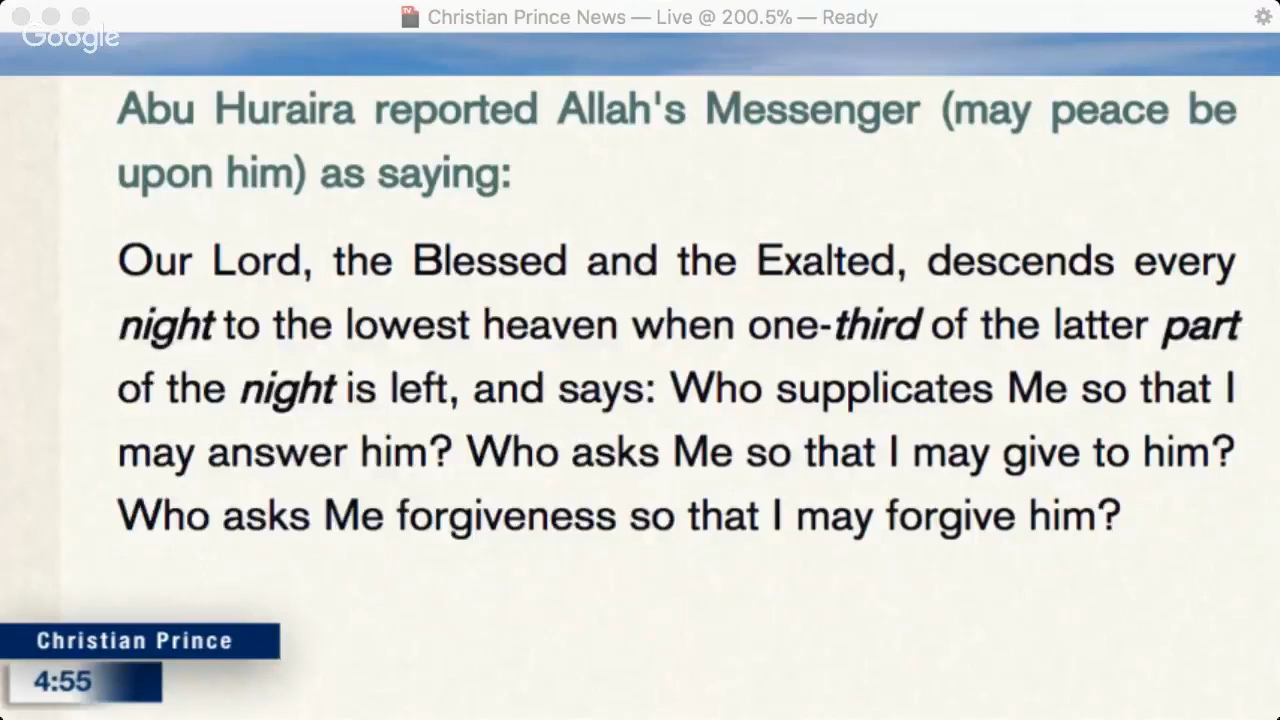 Christian Prince News — Live @ 200.5% — Ready
Google
Abu Huraira reported Allah's Messenger (may peace be
upon him) as saying:
Our Lord, the Blessed and the Exalted, descends every
night to the lowest heaven when one-third of the latter part
of the night is left, and says: Who supplicates Me so that I
may answer him? Who asks Me so that I may give to him?
Who asks Me forgiveness so that I may forgive him?
Christian Prince
4:55